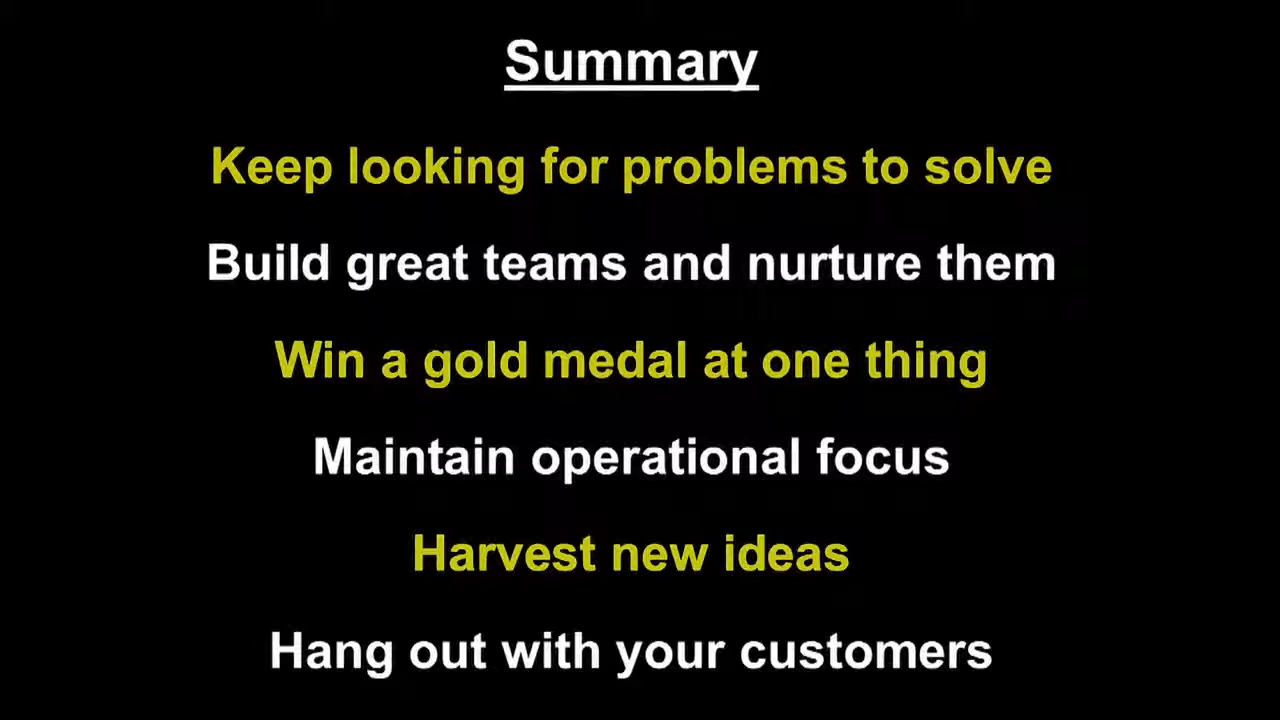 Summary
Keep looking for problems to solve
Build great teams and nurture them
Win a gold medal at one thing
Maintain operational focus
Harvest new ideas
Hang out with your customers